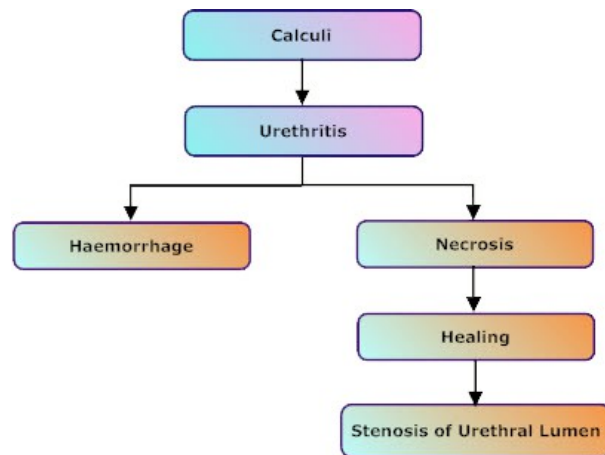 Calculi
Urethritis
Haemorrhage
Necrosis
Healing
Stenosis of Urethral Lumen